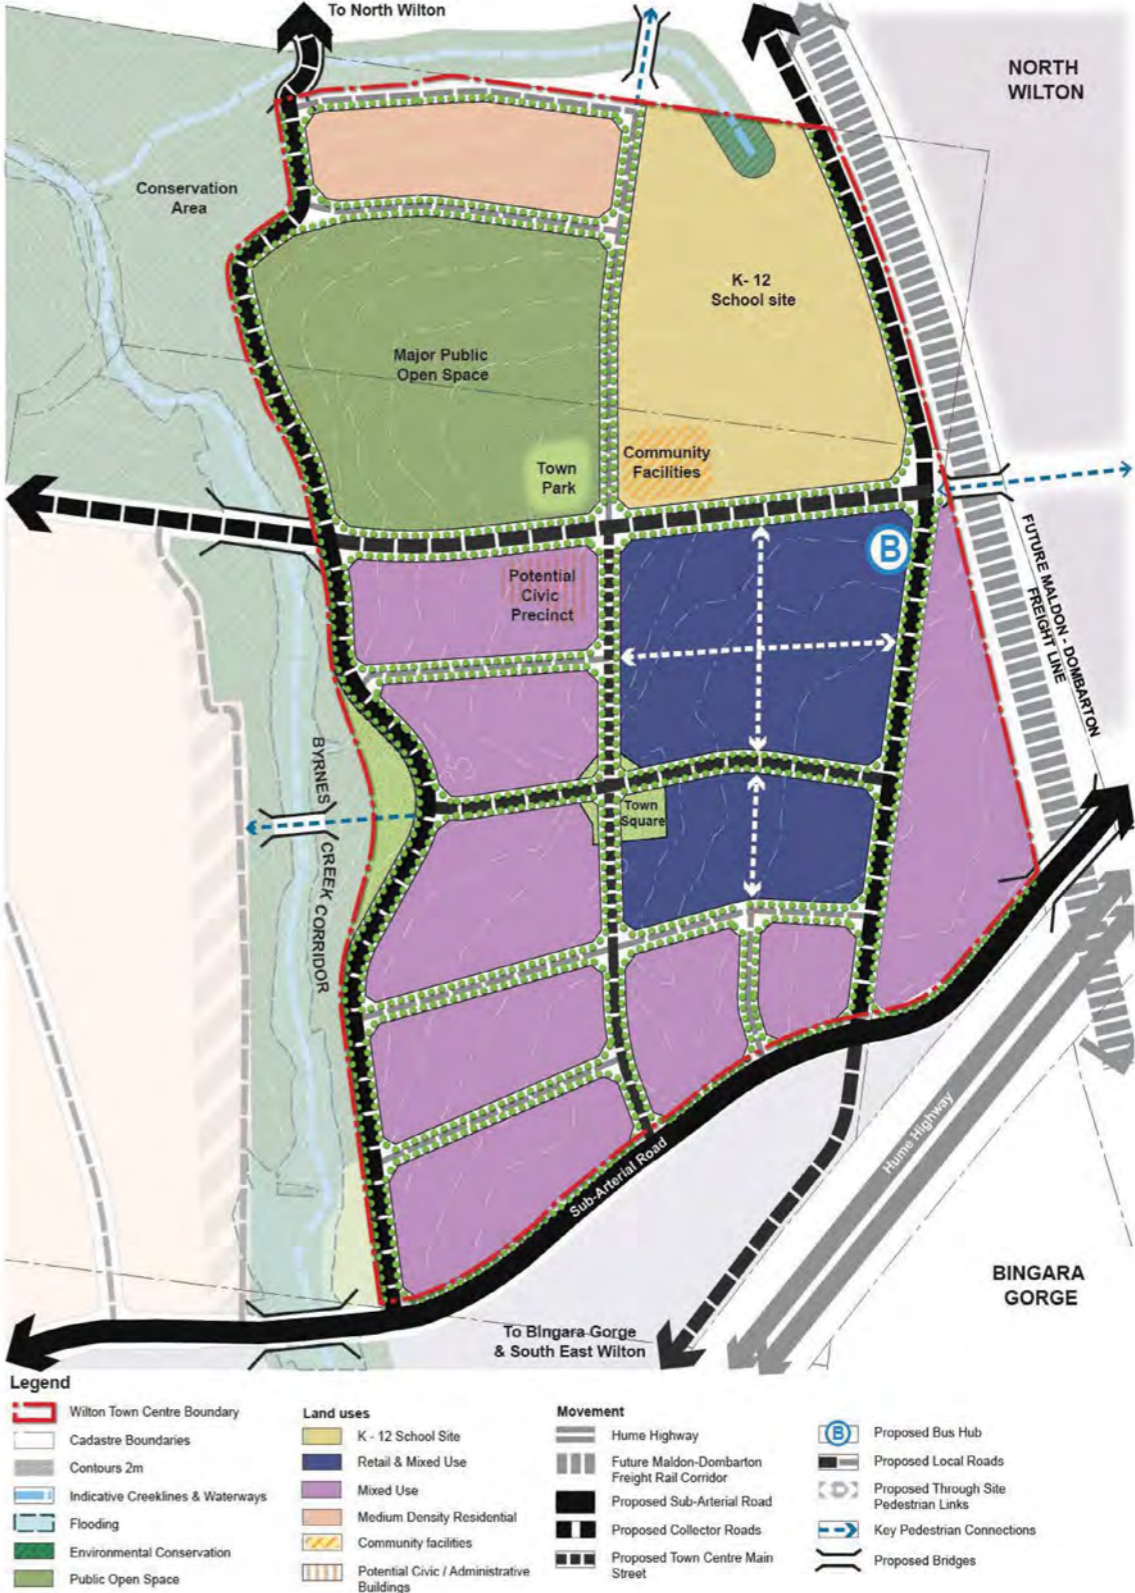 To North Wilton
NORTH
WILTON
Conservation
Area
K- 12
School site
Major Public
Open Space
Town
Park
Community
Facilities
B
Potential
Civic
Precinct
FUTURE MALDON - DOMBARTON
FREIGHT LINE
BYRNES
CREEK CORRIDOR
Town
Square
Sub-Arterial Road
Hume Highway
BINGARA
GORGE
To Bingara Gorge
& South East Wilton
Legend
Wilton Town Centre Boundary
Cadastre Boundaries
Contours 2m
Indicative Creeklines & Waterways
Flooding
Environmental Conservation
Public Open Space
Land uses
K - 12 School Site
Retail & Mixed Use
Mixed Use
Medium Density Residential
Community facilities
Potential Civic / Administrative
Buildings
Movement
Hume Highway
Future Maldon-Dombarton
Freight Rail Corridor
Proposed Sub-Arterial Road
Proposed Collector Roads
Proposed Town Centre Main
Street
B
Proposed Bus Hub
Proposed Local Roads
Proposed Through Site
Pedestrian Links
Key Pedestrian Connections
Proposed Bridges